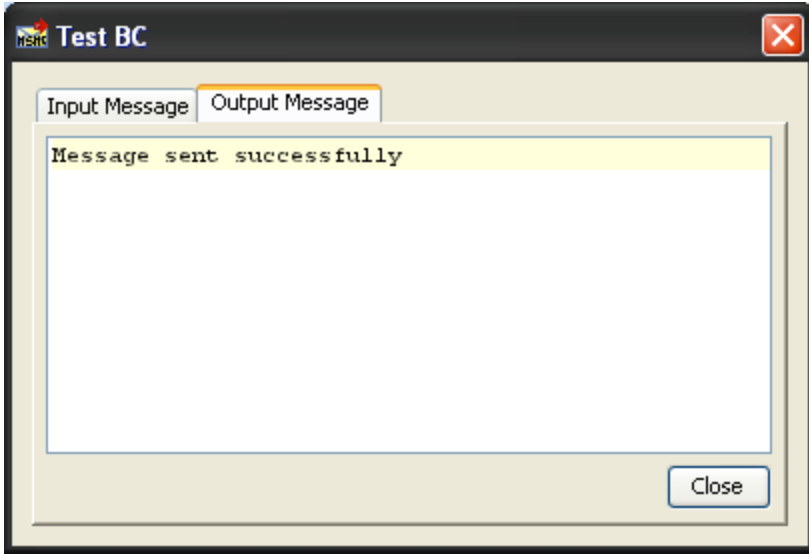 Test BC
Input Message
Output Message
Message sent successfully
Close